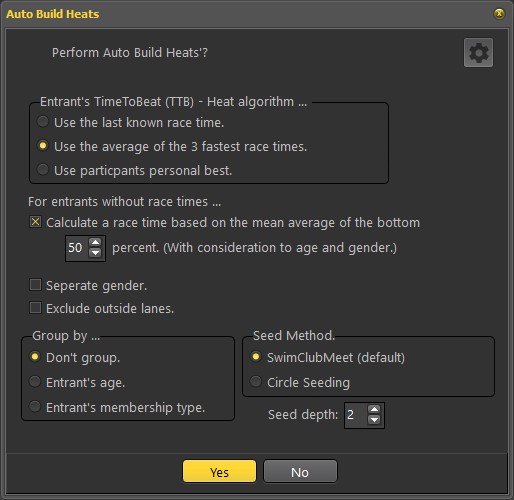 Auto Build Heats
Perform Auto Build Heats'?
Entrant's TimeToBeat (TTB) - Heat algorithm ...
Use the last known race time.
Use the average of the 3 fastest race times.
Use particpants personal best.
For entrants without race times ...
Calculate a race time based on the mean average of the bottom
50 percent. (With consideration to age and gender.)
Seperate gender.
Exclude outside lanes.
Group by ...
Don't group.
Entrant's age.
Entrant's membership type.
Seed Method.
SwimClubMeet (default)
Circle Seeding
Seed depth: 2
Yes
No